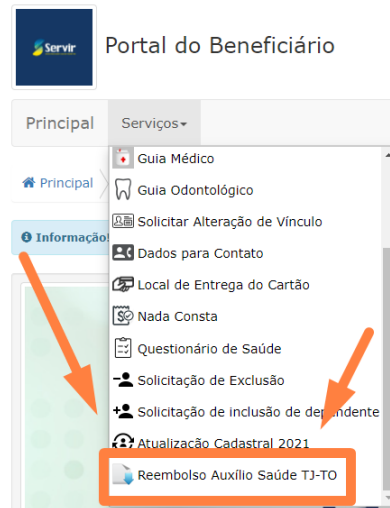 Servir
Portal do Beneficiário
Principal Serviços
Guia Médico
Principal
Guia Odontológico
Solicitar Alteração de Vínculo
Informação!
Dados para Contato
Local de Entrega do Cartão
Nada Consta
Questionário de Saúde
Solicitação de Exclusão
Solicitação de inclusão de dependente
Atualização Cadastral 2021
Reembolso Auxílio Saúde TJ-TO